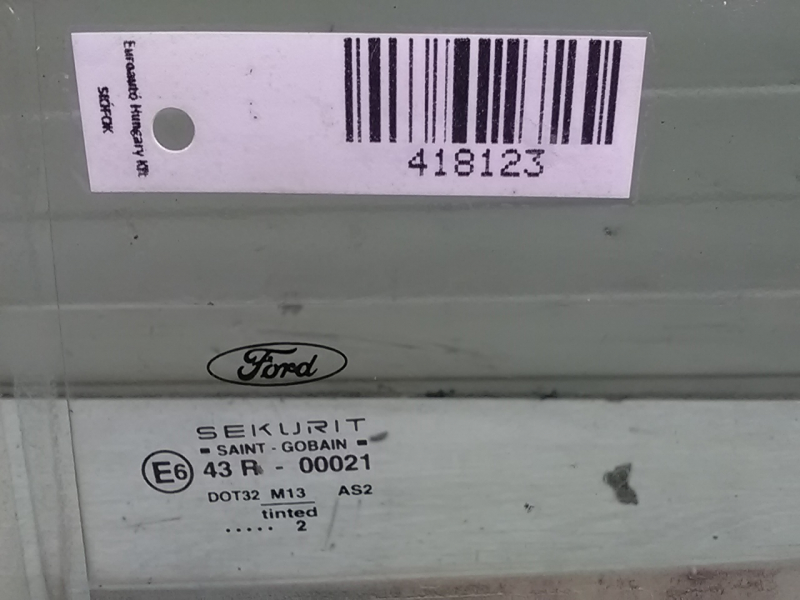 Euroautó Hungary Kft
SIÓFOK
418123
Ford
SEKURIT
SAINT - GOBAIN
E6 43 R - 00021
DOT32 M13 AS2
tinted
..... 2